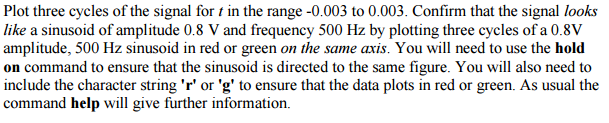 Plot three cycles of the signal for t in the range -0.003 to 0.003. Confirm that the signal looks
like a sinusoid of amplitude 0.8 V and frequency 500 Hz by plotting three cycles of a 0.8V
amplitude, 500 Hz sinusoid in red or green on the same axis. You will need to use the hold
on command to ensure that the sinusoid is directed to the same figure. You will also need to
include the character string 'r' or 'g' to ensure that the data plots in red or green. As usual the
command help will give further information.